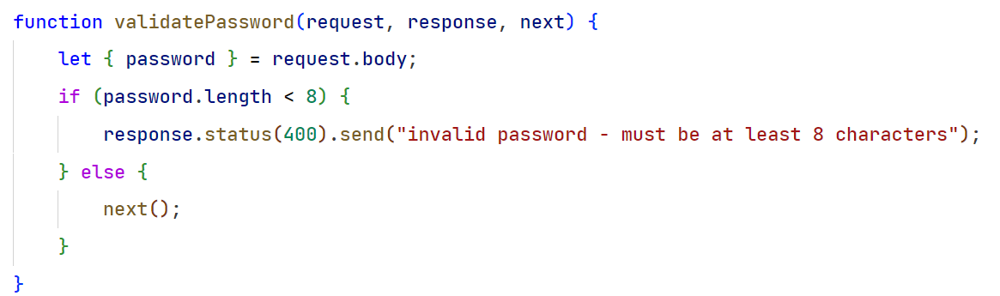 function validatePassword(request, response, next) {
    let { password } = request.body;
    if (password.length < 8) {
        response.status(400).send("invalid password - must be at least 8 characters");
    } else {
        next();
    }
}